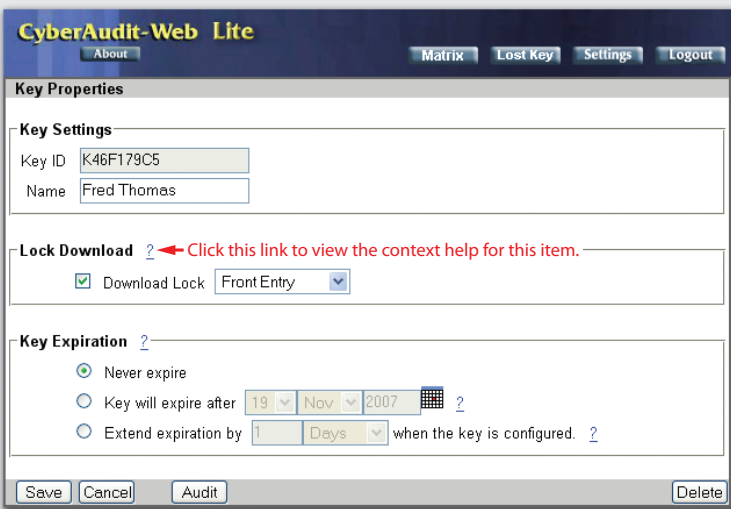 CyberAudit-Web Lite
About
Matrix Lost Key Settings Logout
Key Properties
Key Settings
Key ID K46F179C5
Name Fred Thomas
Lock Download ? Click this link to view the context help for this item.
Download Lock Front Entry
Key Expiration ?
Never expire
Key will expire after 19 Nov 2007 ?
Extend expiration by 1 Days when the key is configured. ?
Save Cancel Audit Delete